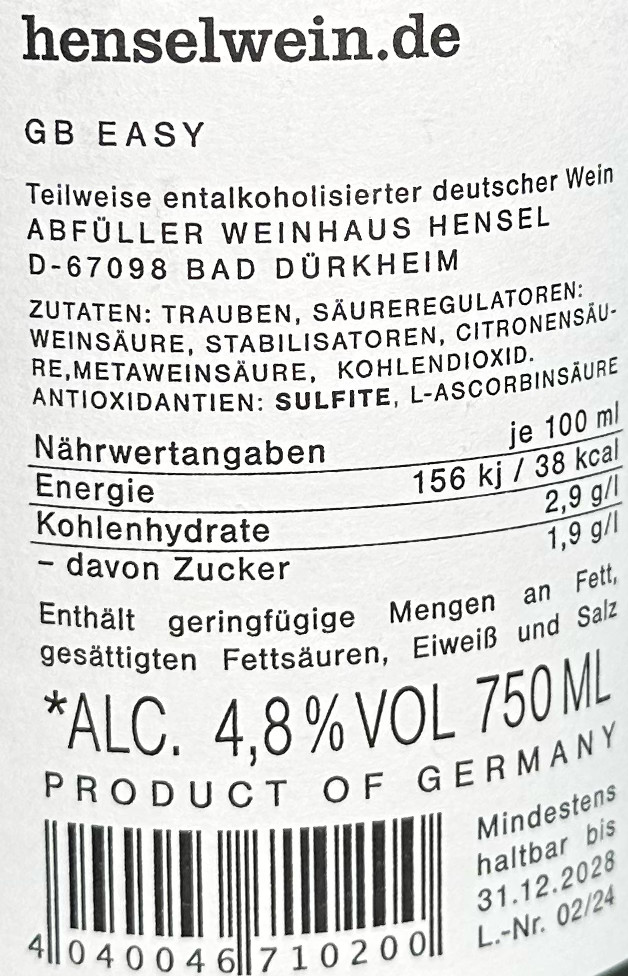 henselwein.de
GB EASY
Teilweise entalkoholisierter deutscher Wein
ABFÜLLER WEINHAUS HENSEL
D-67098 BAD DÜRKHEIM
ZUTATEN: TRAUBEN, SÄUREREGULATOREN:
WEINSÄURE, STABILISATOREN, CITRONENSÄU-
RE,METAWEINSÄURE, KOHLENDIOXID.
ANTIOXIDANTIEN: SULFITE, L-ASCORBINSÄURE
Nährwertangaben je 100 ml
Energie 156 kj / 38 kcal
Kohlenhydrate 2,9 g/l
- davon Zucker 1,9 g/l
Enthält geringfügige Mengen an Fett,
gesättigten Fettsäuren, Eiweiß und Salz
*ALC. 4,8% VOL 750 ML
PRODUCT OF GERMANY
Mindestens
haltbar bis
31.12.2028
L.-Nr. 02/24
4 040046 710200